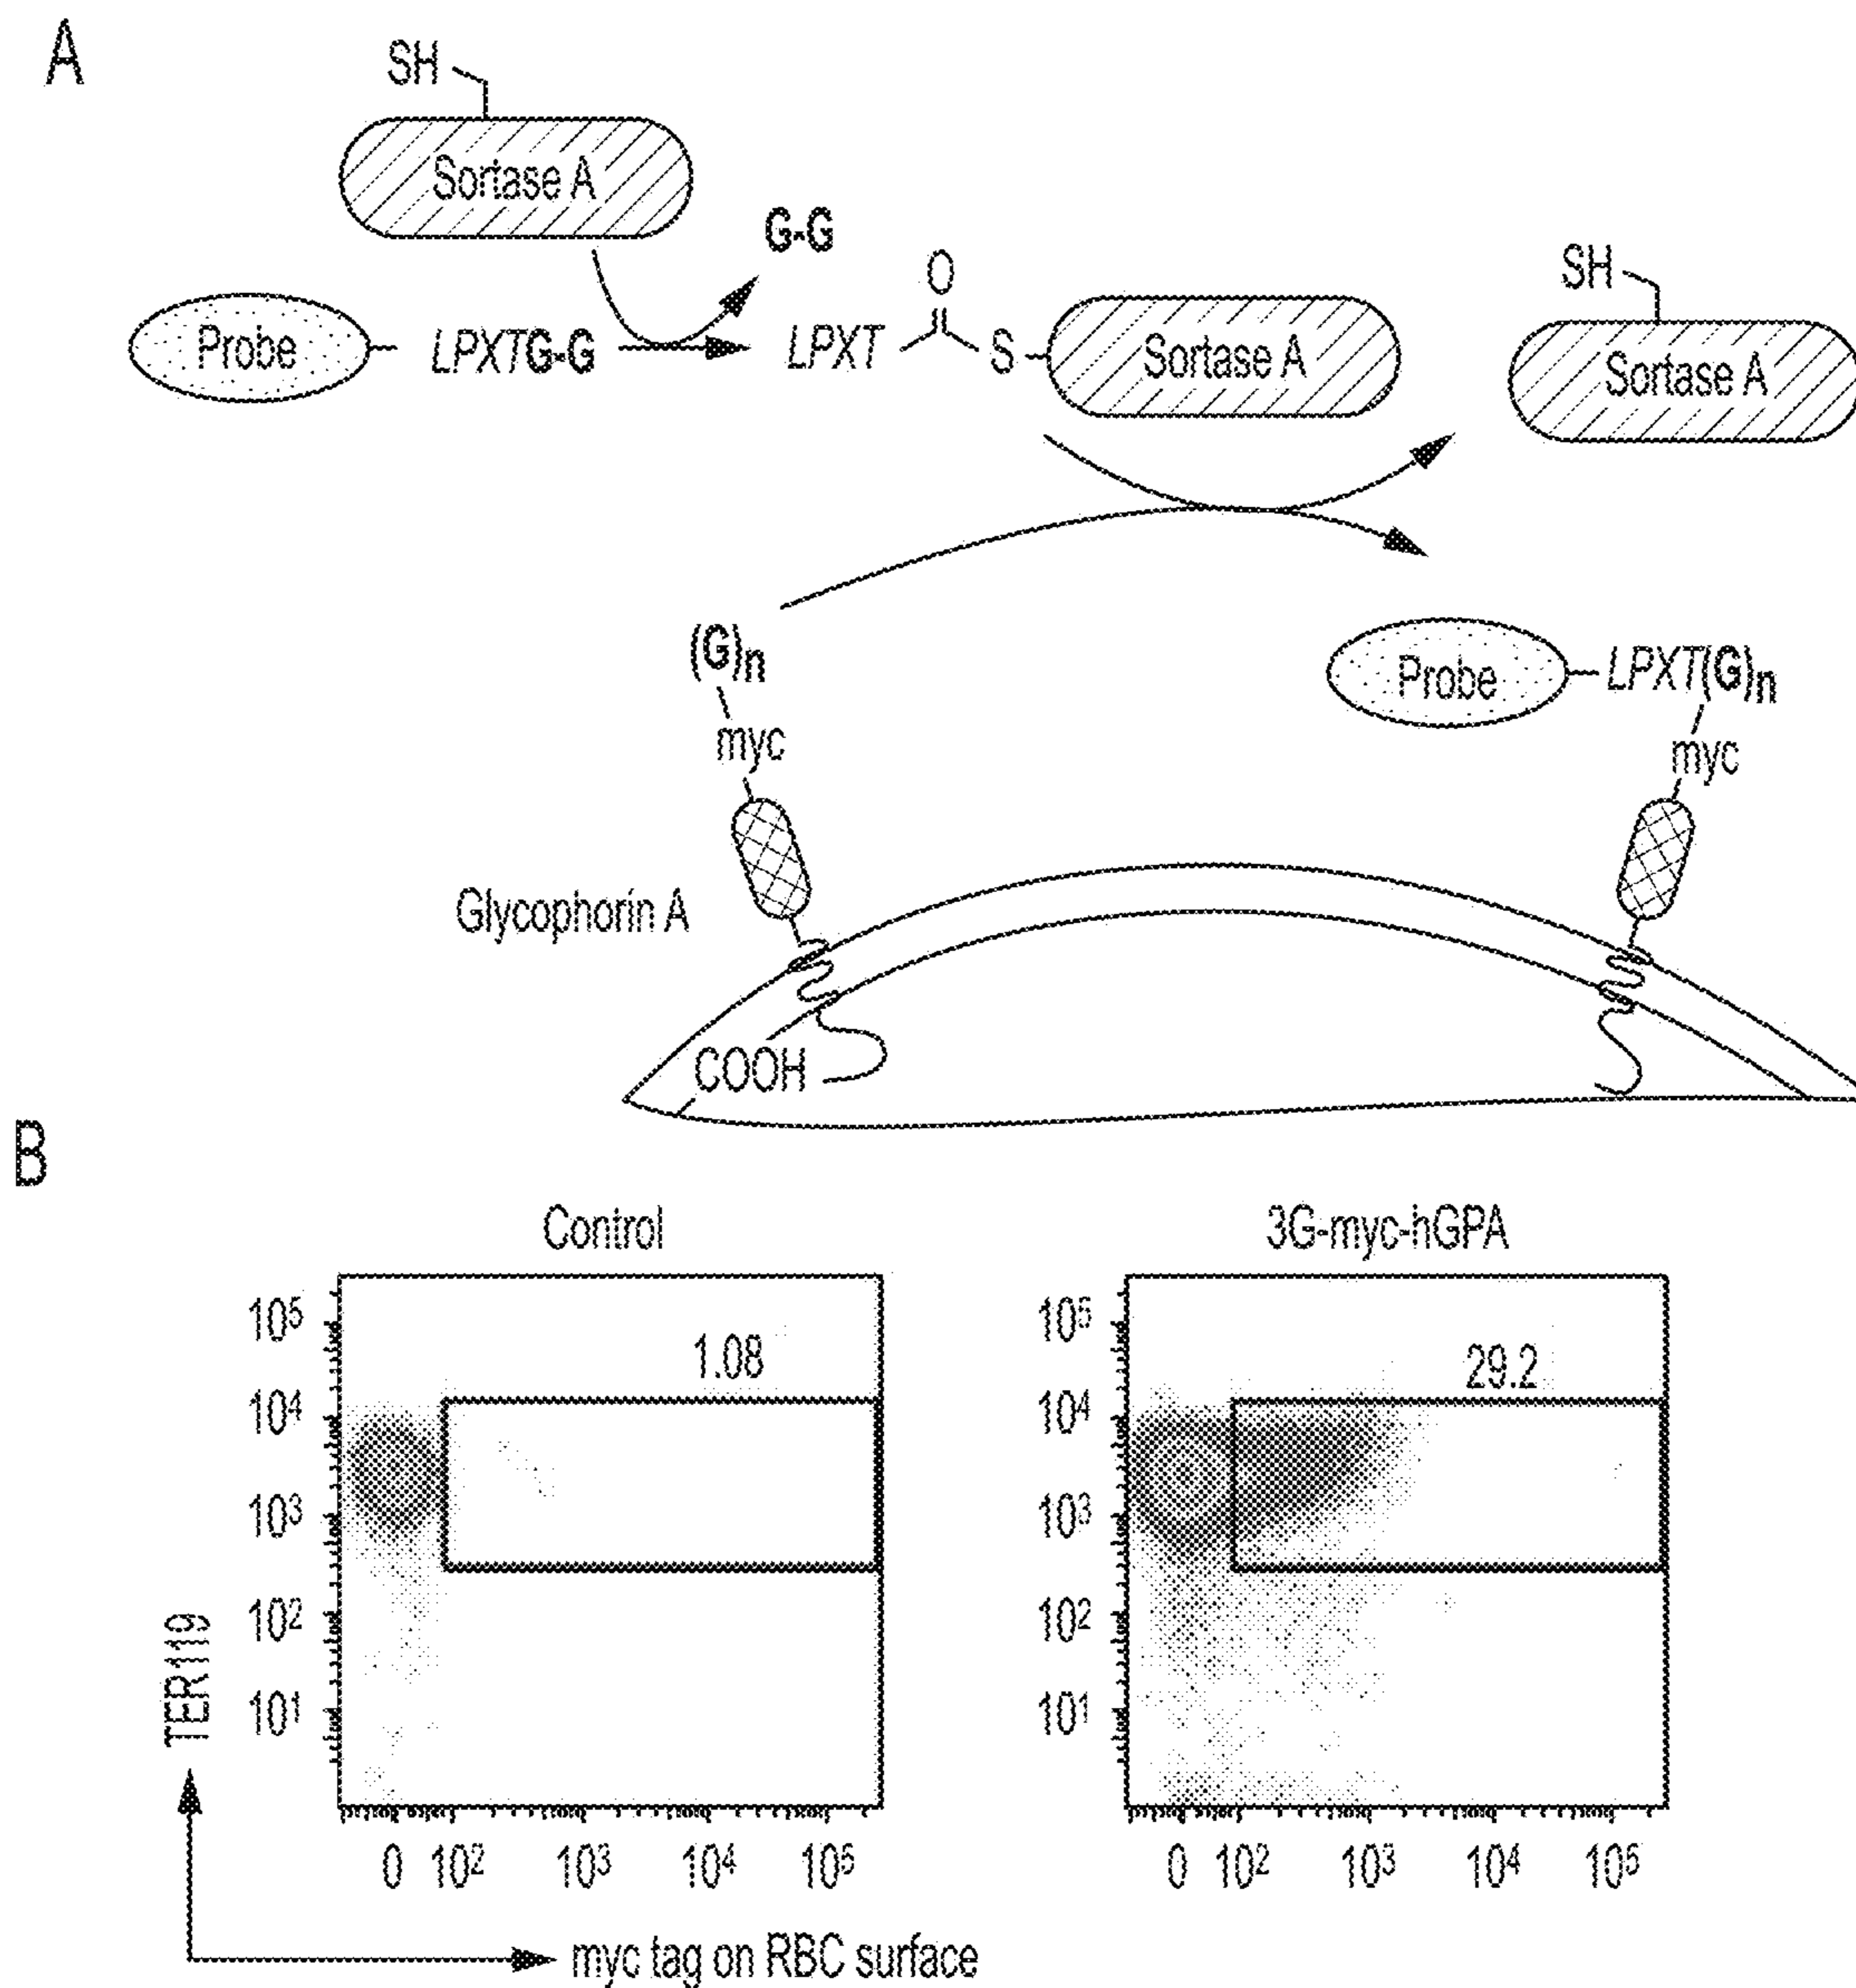 A
SH
Sortase A
G-G
Probe
LPXTG-G
LPXT
O
S
Sortase A
SH
Sortase A
(G)n
myc
Probe
LPXT(G)n
myc
Glycophorin A
COOH
B
Control
3G-myc-hGPA
10⁵
10⁴
10³
10²
10¹
1.08
0 10² 10³ 10⁴ 10⁵
10⁵
10⁴
10³
10²
10¹
29.2
0 10² 10³ 10⁴ 10⁵
TER119
myc tag on RBC surface